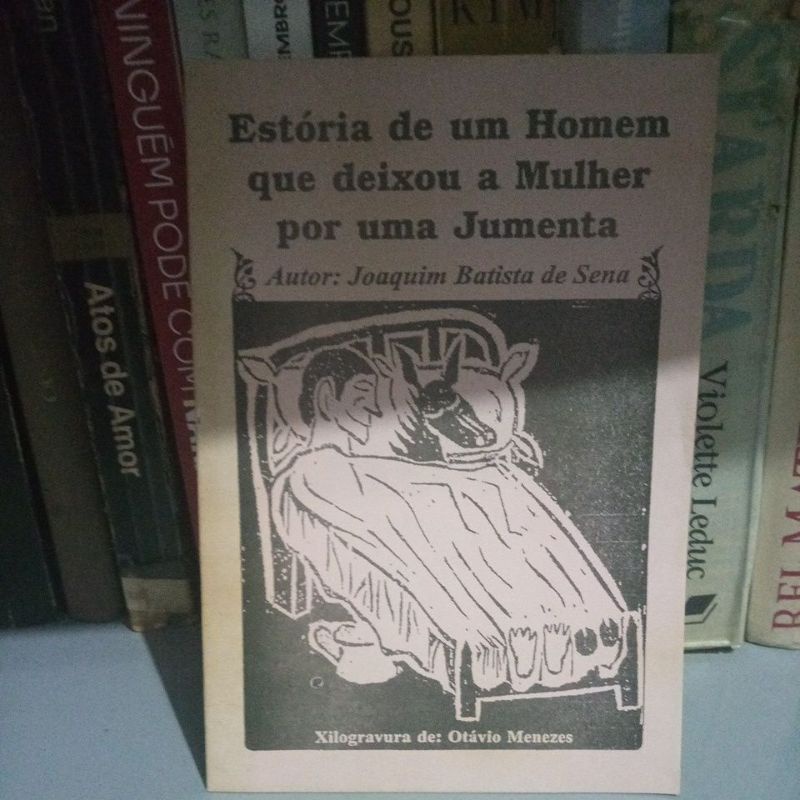 Estória de um Homem
que deixou a Mulher
por uma Jumenta
Autor: Joaquim Batista de Sena
Xilogravura de: Otávio Menezes
Atos de Amor
NINGUÉM PODE COM
Violette Leduc